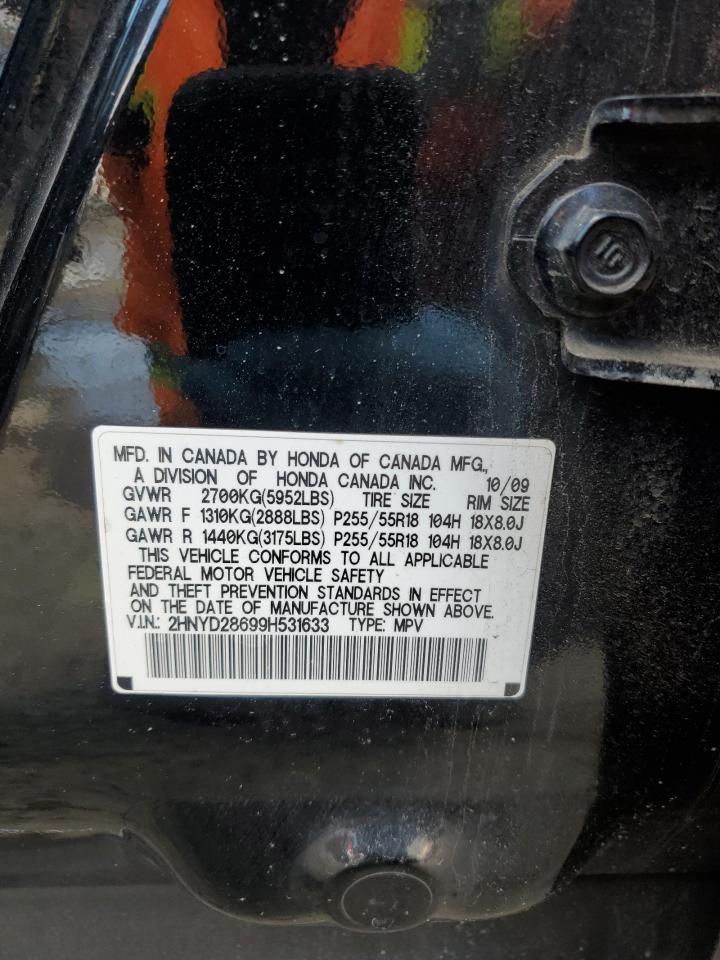 MFD. IN CANADA BY HONDA OF CANADA MFG.,
A DIVISION OF HONDA CANADA INC. 10/09
GVWR 2700KG(5952LBS) TIRE SIZE RIM SIZE
GAWR F 1310KG(2888LBS) P255/55R18 104H 18X8.0J
GAWR R 1440KG(3175LBS) P255/55R18 104H 18X8.0J
THIS VEHICLE CONFORMS TO ALL APPLICABLE
FEDERAL MOTOR VEHICLE SAFETY
AND THEFT PREVENTION STANDARDS IN EFFECT
ON THE DATE OF MANUFACTURE SHOWN ABOVE.
V.I.N.: 2HNYD28699H531633 TYPE: MPV